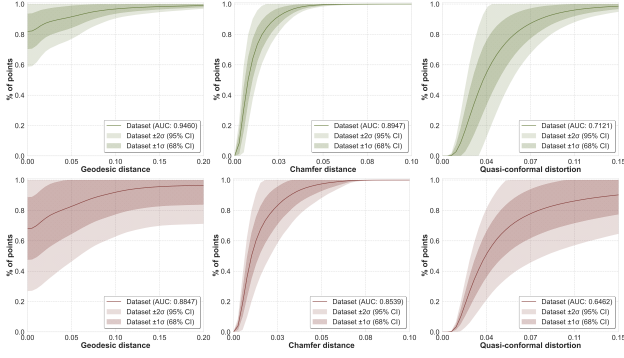 1.0
0.8
0.6
0.4
0.2
0.0
% of points
Dataset (AUC: 0.9460)
Dataset ±2σ (95% CI)
Dataset ±1σ (68% CI)
0.00 0.05 0.10 0.15 0.20
Geodesic distance
1.0
0.8
0.6
0.4
0.2
0.0
% of points
Dataset (AUC: 0.8947)
Dataset ±2σ (95% CI)
Dataset ±1σ (68% CI)
0.00 0.03 0.05 0.07 0.10
Chamfer distance
1.0
0.8
0.6
0.4
0.2
0.0
% of points
Dataset (AUC: 0.7121)
Dataset ±2σ (95% CI)
Dataset ±1σ (68% CI)
0.00 0.04 0.07 0.11 0.15
Quasi-conformal distortion
1.0
0.8
0.6
0.4
0.2
0.0
% of points
Dataset (AUC: 0.8847)
Dataset ±2σ (95% CI)
Dataset ±1σ (68% CI)
0.00 0.05 0.10 0.15 0.20
Geodesic distance
1.0
0.8
0.6
0.4
0.2
0.0
% of points
Dataset (AUC: 0.8539)
Dataset ±2σ (95% CI)
Dataset ±1σ (68% CI)
0.00 0.03 0.05 0.07 0.10
Chamfer distance
1.0
0.8
0.6
0.4
0.2
0.0
% of points
Dataset (AUC: 0.6462)
Dataset ±2σ (95% CI)
Dataset ±1σ (68% CI)
0.00 0.04 0.07 0.11 0.15
Quasi-conformal distortion